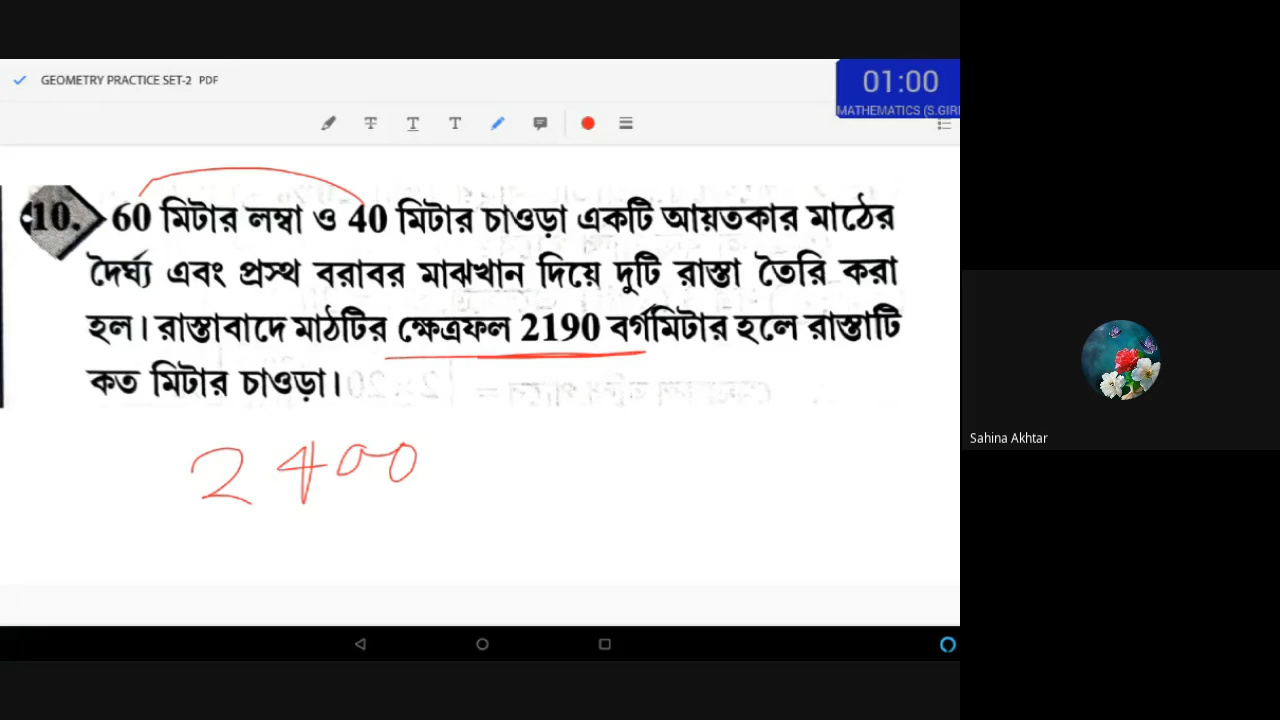 GEOMETRY PRACTICE SET-2 PDF
01:00
MATHEMATICS (S.GIRI
T T T
10. 60 মিটার লম্বা ও 40 মিটার চাওড়া একটি আয়তকার মাঠের
দৈর্ঘ্য এবং প্রস্থ বরাবর মাঝখান দিয়ে দুটি রাস্তা তৈরি করা
হল। রাস্তাবাদে মাঠটির ক্ষেত্রফল 2190 বর্গমিটার হলে রাস্তাটি
কত মিটার চাওড়া।
2400
Sahina Akhtar